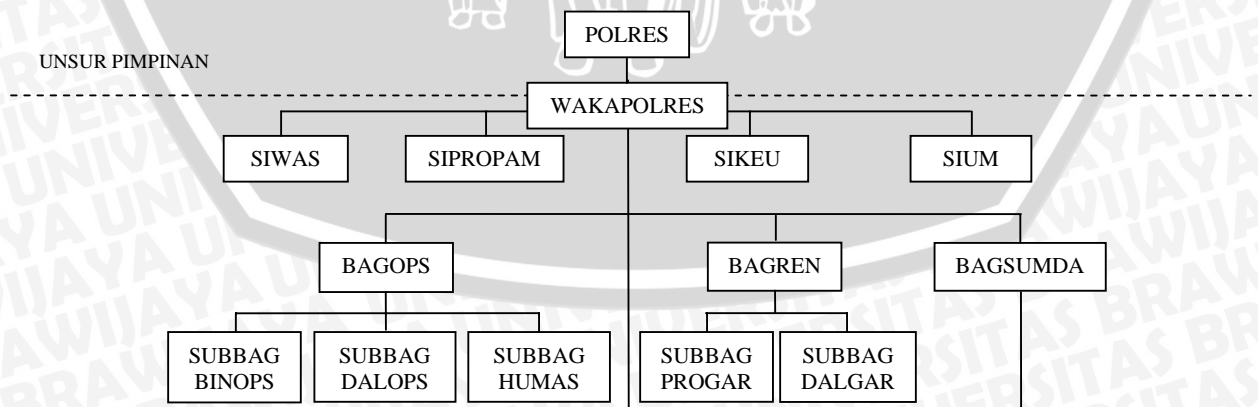 POLRES
UNSUR PIMPINAN
WAKAPOLRES
SIWAS
SIPROPAM
SIKEU
SIUM
BAGOPS
BAGREN
BAGSUMDA
SUBBAG
BINOPS
SUBBAG
DALOPS
SUBBAG
HUMAS
SUBBAG
PROGAR
SUBBAG
DALGAR